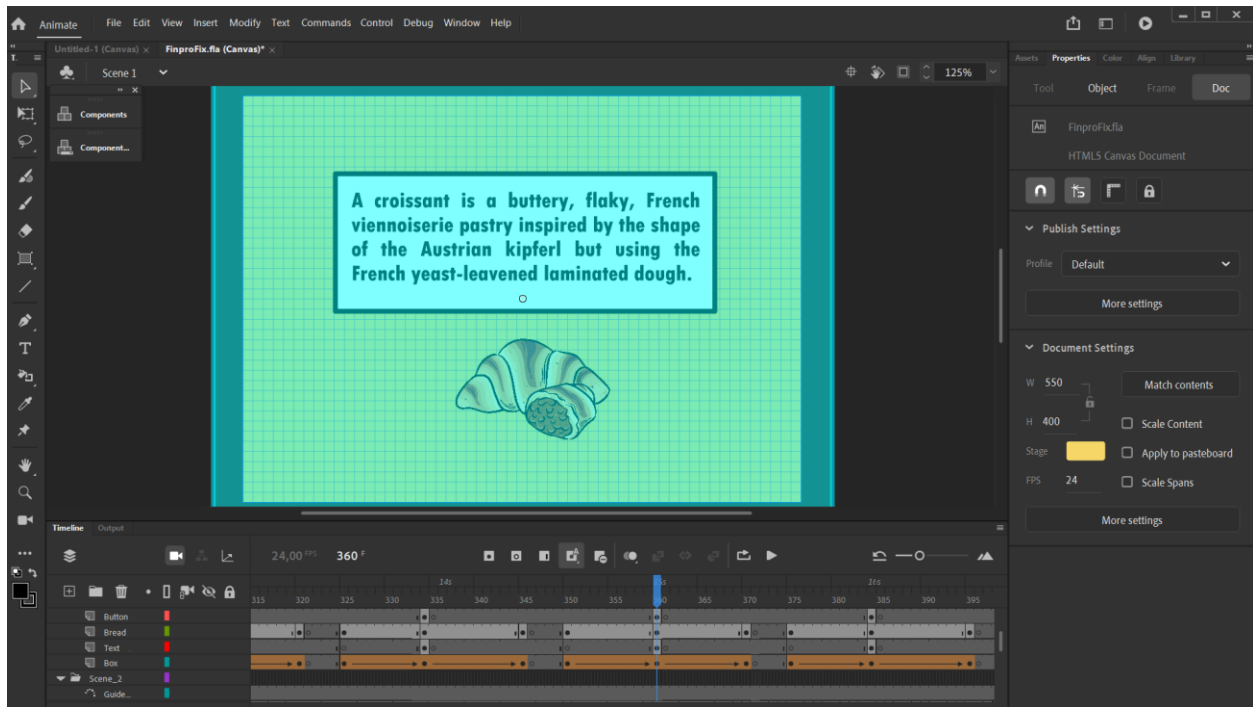 Animate File Edit View Insert Modify Text Commands Control Debug Window Help
Untitled-1 (Canvas) × FinproFix.fla (Canvas)* ×
T.
Scene 1
125%
Components
Component...
A croissant is a buttery, flaky, French
viennoiserie pastry inspired by the shape
of the Austrian kipferl but using the
French yeast-leavened laminated dough.
Assets Properties Color Align Library
Tool Object Frame Doc
An FinproFix.fla
HTML5 Canvas Document
Publish Settings
Profile Default
More settings
Document Settings
W 550
Match contents
H 400
Scale Content
Stage
Apply to pasteboard
FPS 24
Scale Spans
More settings
Timeline Output
24,00 FPS 360 F
14s 15s 16s
315 320 325 330 335 340 345 350 355 360 365 370 375 380 385 390 395
Button
Bread
Text
Box
Scene_2
Guide...